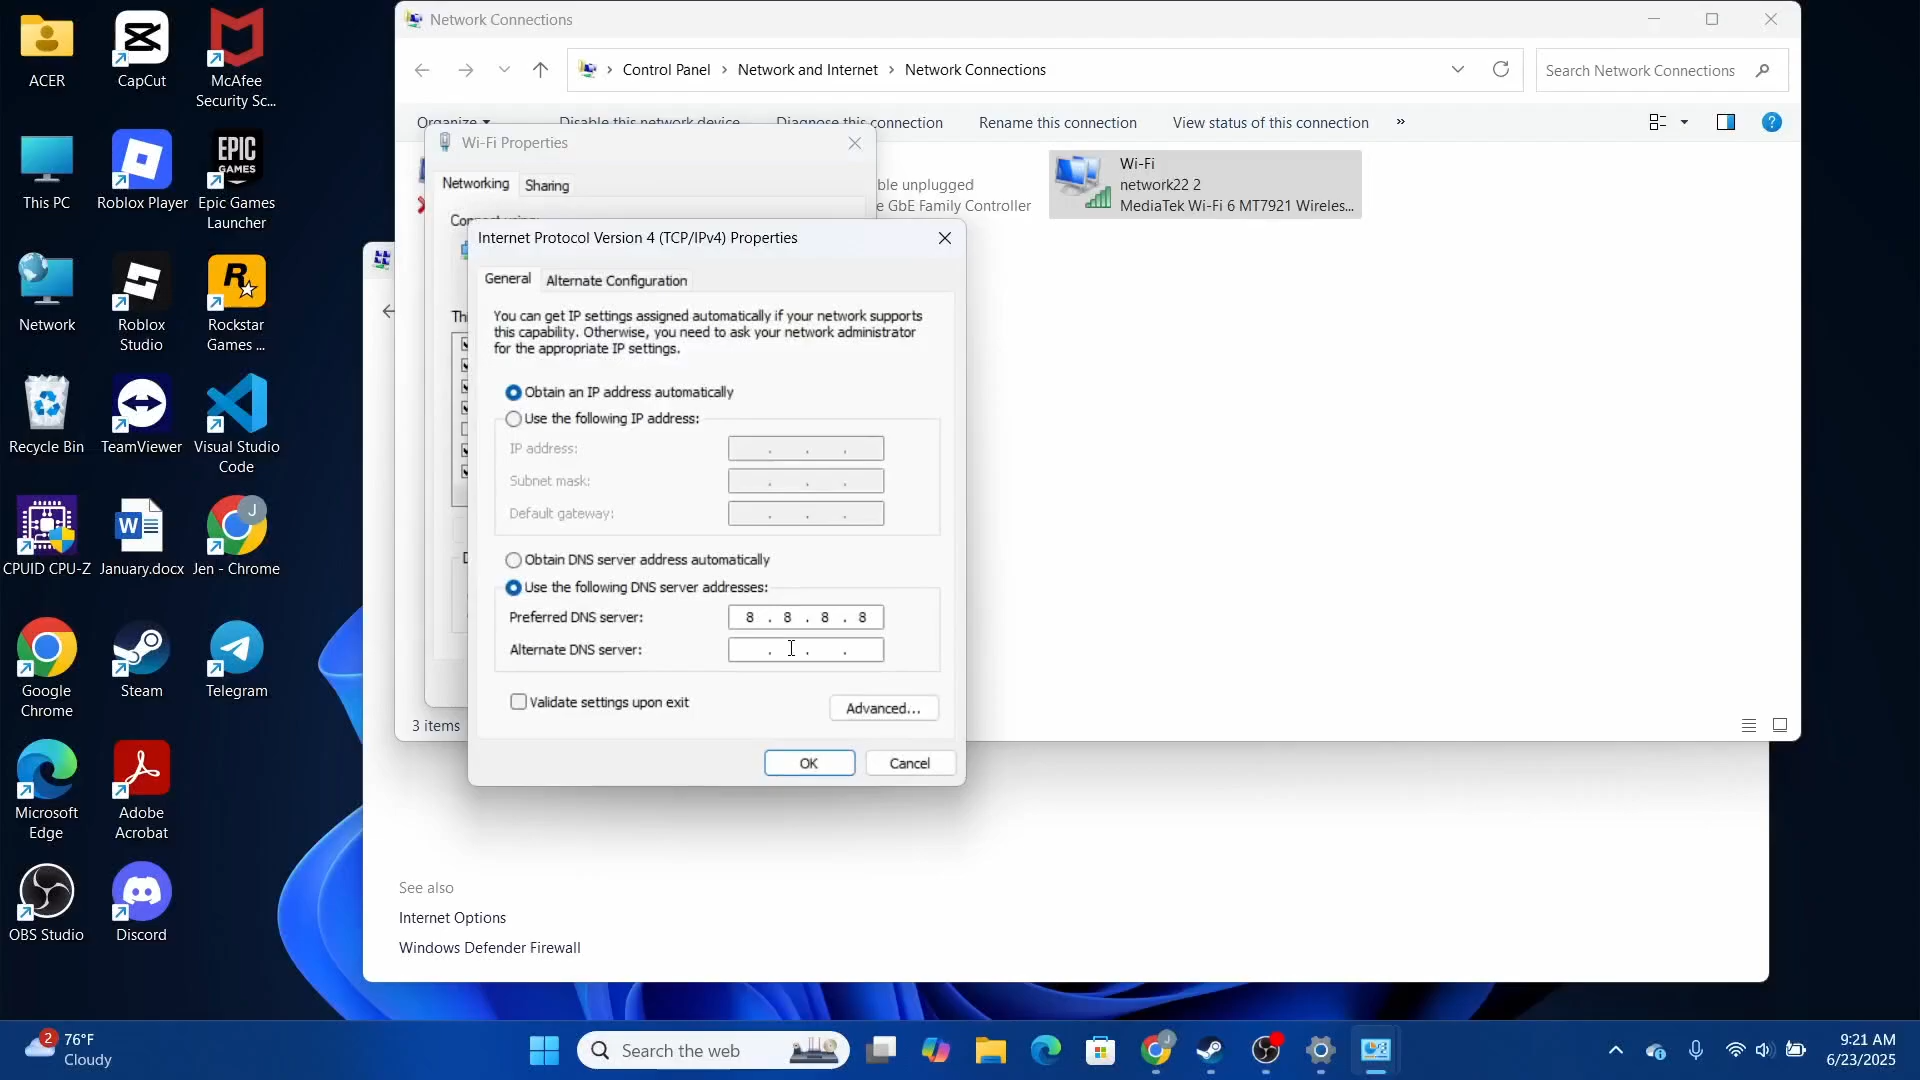 ACER
CapCut
McAfee
Security Sc...
This PC
Roblox Player
EPIC
GAMES
Epic Games
Launcher
Network
Roblox
Studio
Rockstar
Games ...
Recycle Bin
TeamViewer
Visual Studio
Code
CPUID CPU-Z
January.docx
J
Jen - Chrome
Google
Chrome
Steam
Telegram
Microsoft
Edge
Adobe
Acrobat
OBS Studio
Discord
Network Connections
Control Panel > Network and Internet > Network Connections
Search Network Connections
Organize
Disable this network device
Diagnose this connection
Rename this connection
View status of this connection
»
ble unplugged
e GbE Family Controller
Wi-Fi
network22 2
MediaTek Wi-Fi 6 MT7921 Wireles...
Wi-Fi Properties
Networking
Sharing
Connect using:
Internet Protocol Version 4 (TCP/IPv4) Properties
General
Alternate Configuration
You can get IP settings assigned automatically if your network supports
this capability. Otherwise, you need to ask your network administrator
for the appropriate IP settings.
Obtain an IP address automatically
Use the following IP address:
IP address:
Subnet mask:
Default gateway:
Obtain DNS server address automatically
Use the following DNS server addresses:
Preferred DNS server: 8 . 8 . 8 . 8
Alternate DNS server:
Validate settings upon exit
Advanced...
OK
Cancel
3 items
See also
Internet Options
Windows Defender Firewall
2
76°F
Cloudy
Search the web
9:21 AM
6/23/2025